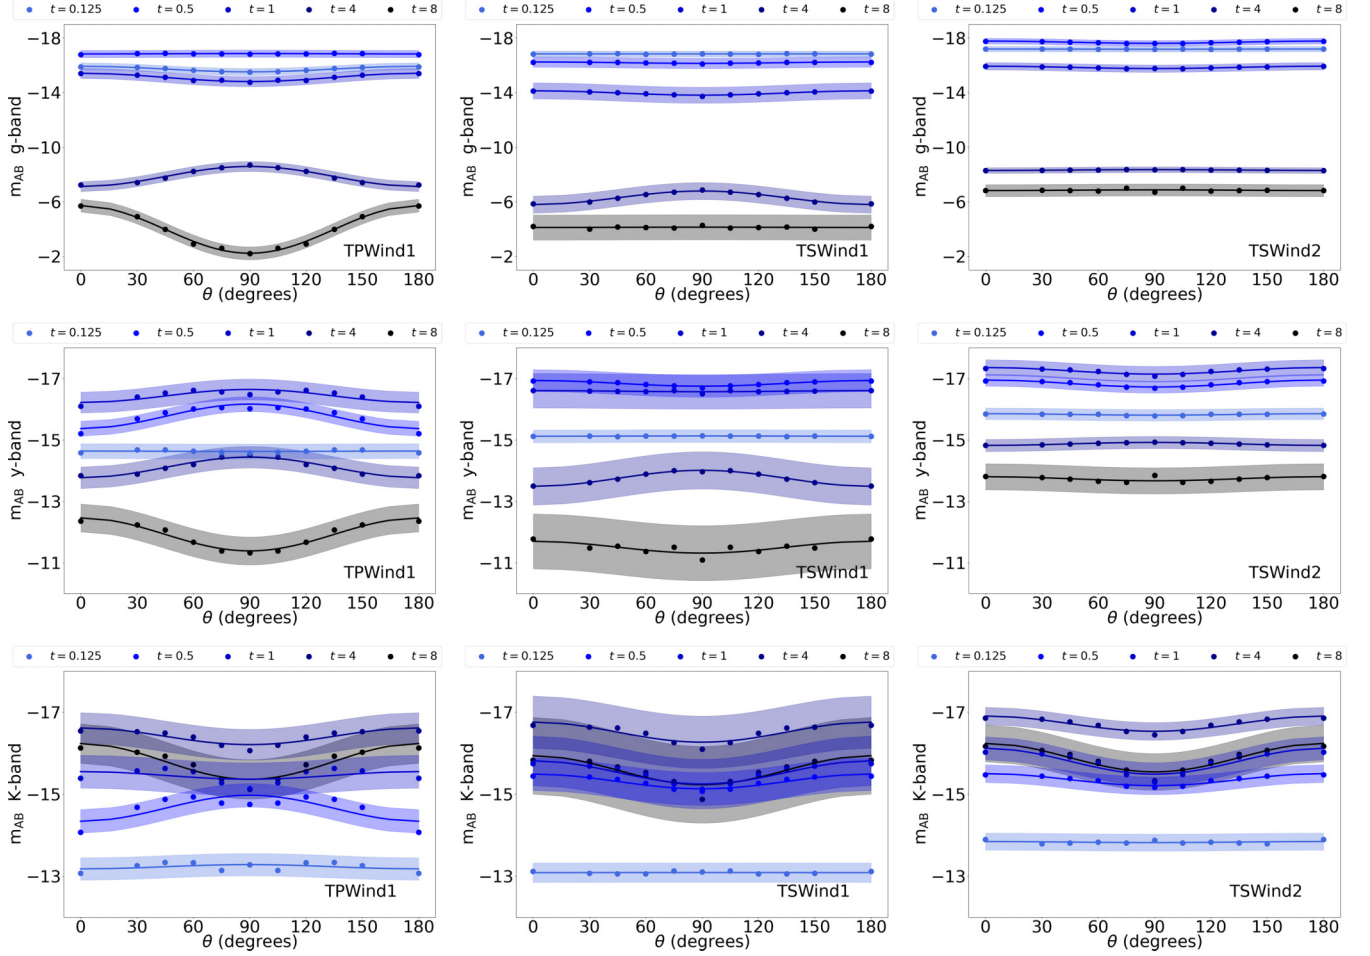 t = 0.125 t = 0.5 t = 1 t = 4 t = 8
−18
−14
−10
−6
−2
m_AB g-band
TPWind1
0 30 60 90 120 150 180
θ (degrees)
t = 0.125 t = 0.5 t = 1 t = 4 t = 8
−18
−14
−10
−6
−2
m_AB g-band
TSWind1
0 30 60 90 120 150 180
θ (degrees)
t = 0.125 t = 0.5 t = 1 t = 4 t = 8
−18
−14
−10
−6
−2
m_AB g-band
TSWind2
0 30 60 90 120 150 180
θ (degrees)
t = 0.125 t = 0.5 t = 1 t = 4 t = 8
−17
−15
−13
−11
m_AB y-band
TPWind1
0 30 60 90 120 150 180
θ (degrees)
t = 0.125 t = 0.5 t = 1 t = 4 t = 8
−17
−15
−13
−11
m_AB y-band
TSWind1
0 30 60 90 120 150 180
θ (degrees)
t = 0.125 t = 0.5 t = 1 t = 4 t = 8
−17
−15
−13
−11
m_AB y-band
TSWind2
0 30 60 90 120 150 180
θ (degrees)
t = 0.125 t = 0.5 t = 1 t = 4 t = 8
−17
−15
−13
m_AB K-band
TPWind1
0 30 60 90 120 150 180
θ (degrees)
t = 0.125 t = 0.5 t = 1 t = 4 t = 8
−17
−15
−13
m_AB K-band
TSWind1
0 30 60 90 120 150 180
θ (degrees)
t = 0.125 t = 0.5 t = 1 t = 4 t = 8
−17
−15
−13
m_AB K-band
TSWind2
0 30 60 90 120 150 180
θ (degrees)